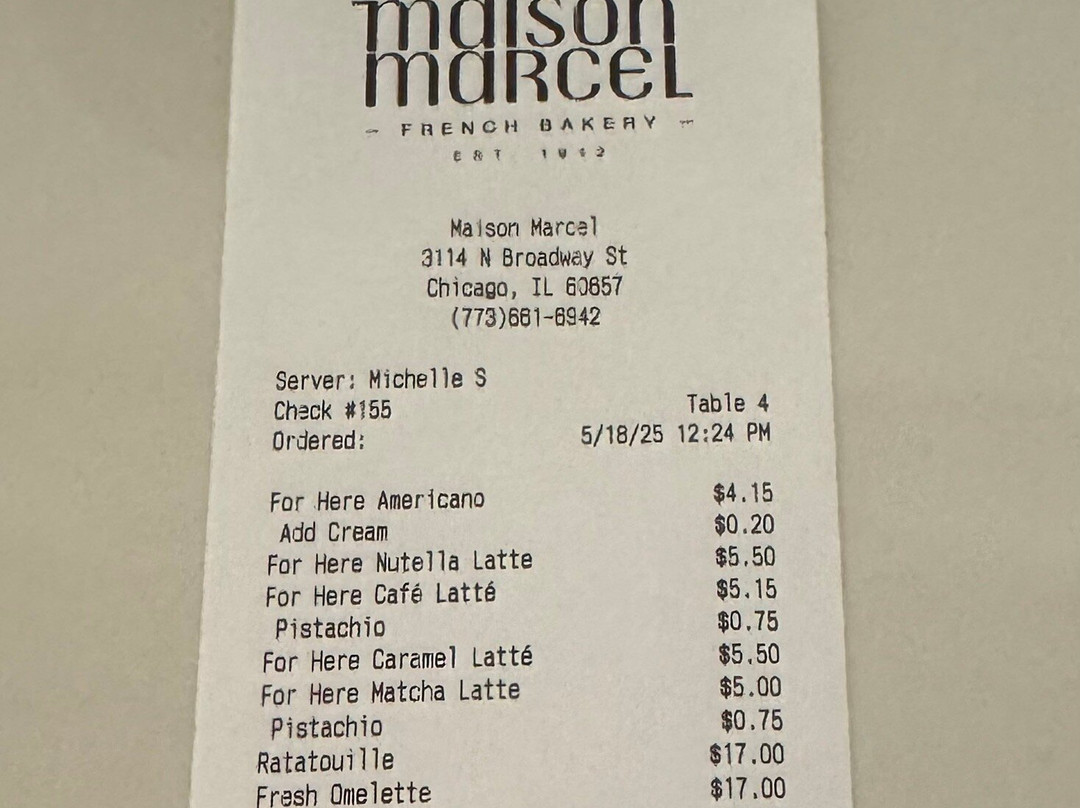 maison
marcel
- FRENCH BAKERY -
EST 1942
Maison Marcel
3114 N Broadway St
Chicago, IL 60657
(773)661-6942
Server: Michelle S
Check #155 Table 4
Ordered: 5/18/25 12:24 PM
For Here Americano $4.15
Add Cream $0.20
For Here Nutella Latte $5.50
For Here Café Latté $5.15
Pistachio $0.75
For Here Caramel Latté $5.50
For Here Matcha Latte $5.00
Pistachio $0.75
Ratatouille $17.00
Fresh Omelette $17.00